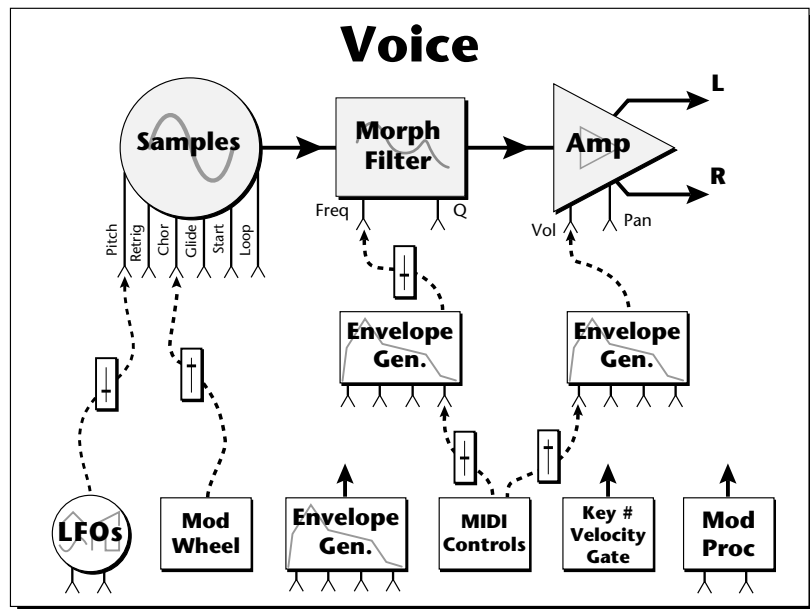 Voice
Samples
Morph
Filter
Amp
L
R
Pitch
Retrig
Chor
Glide
Start
Loop
Freq
Q
Vol
Pan
Envelope
Gen.
Envelope
Gen.
LFOs
Mod
Wheel
Envelope
Gen.
MIDI
Controls
Key #
Velocity
Gate
Mod
Proc